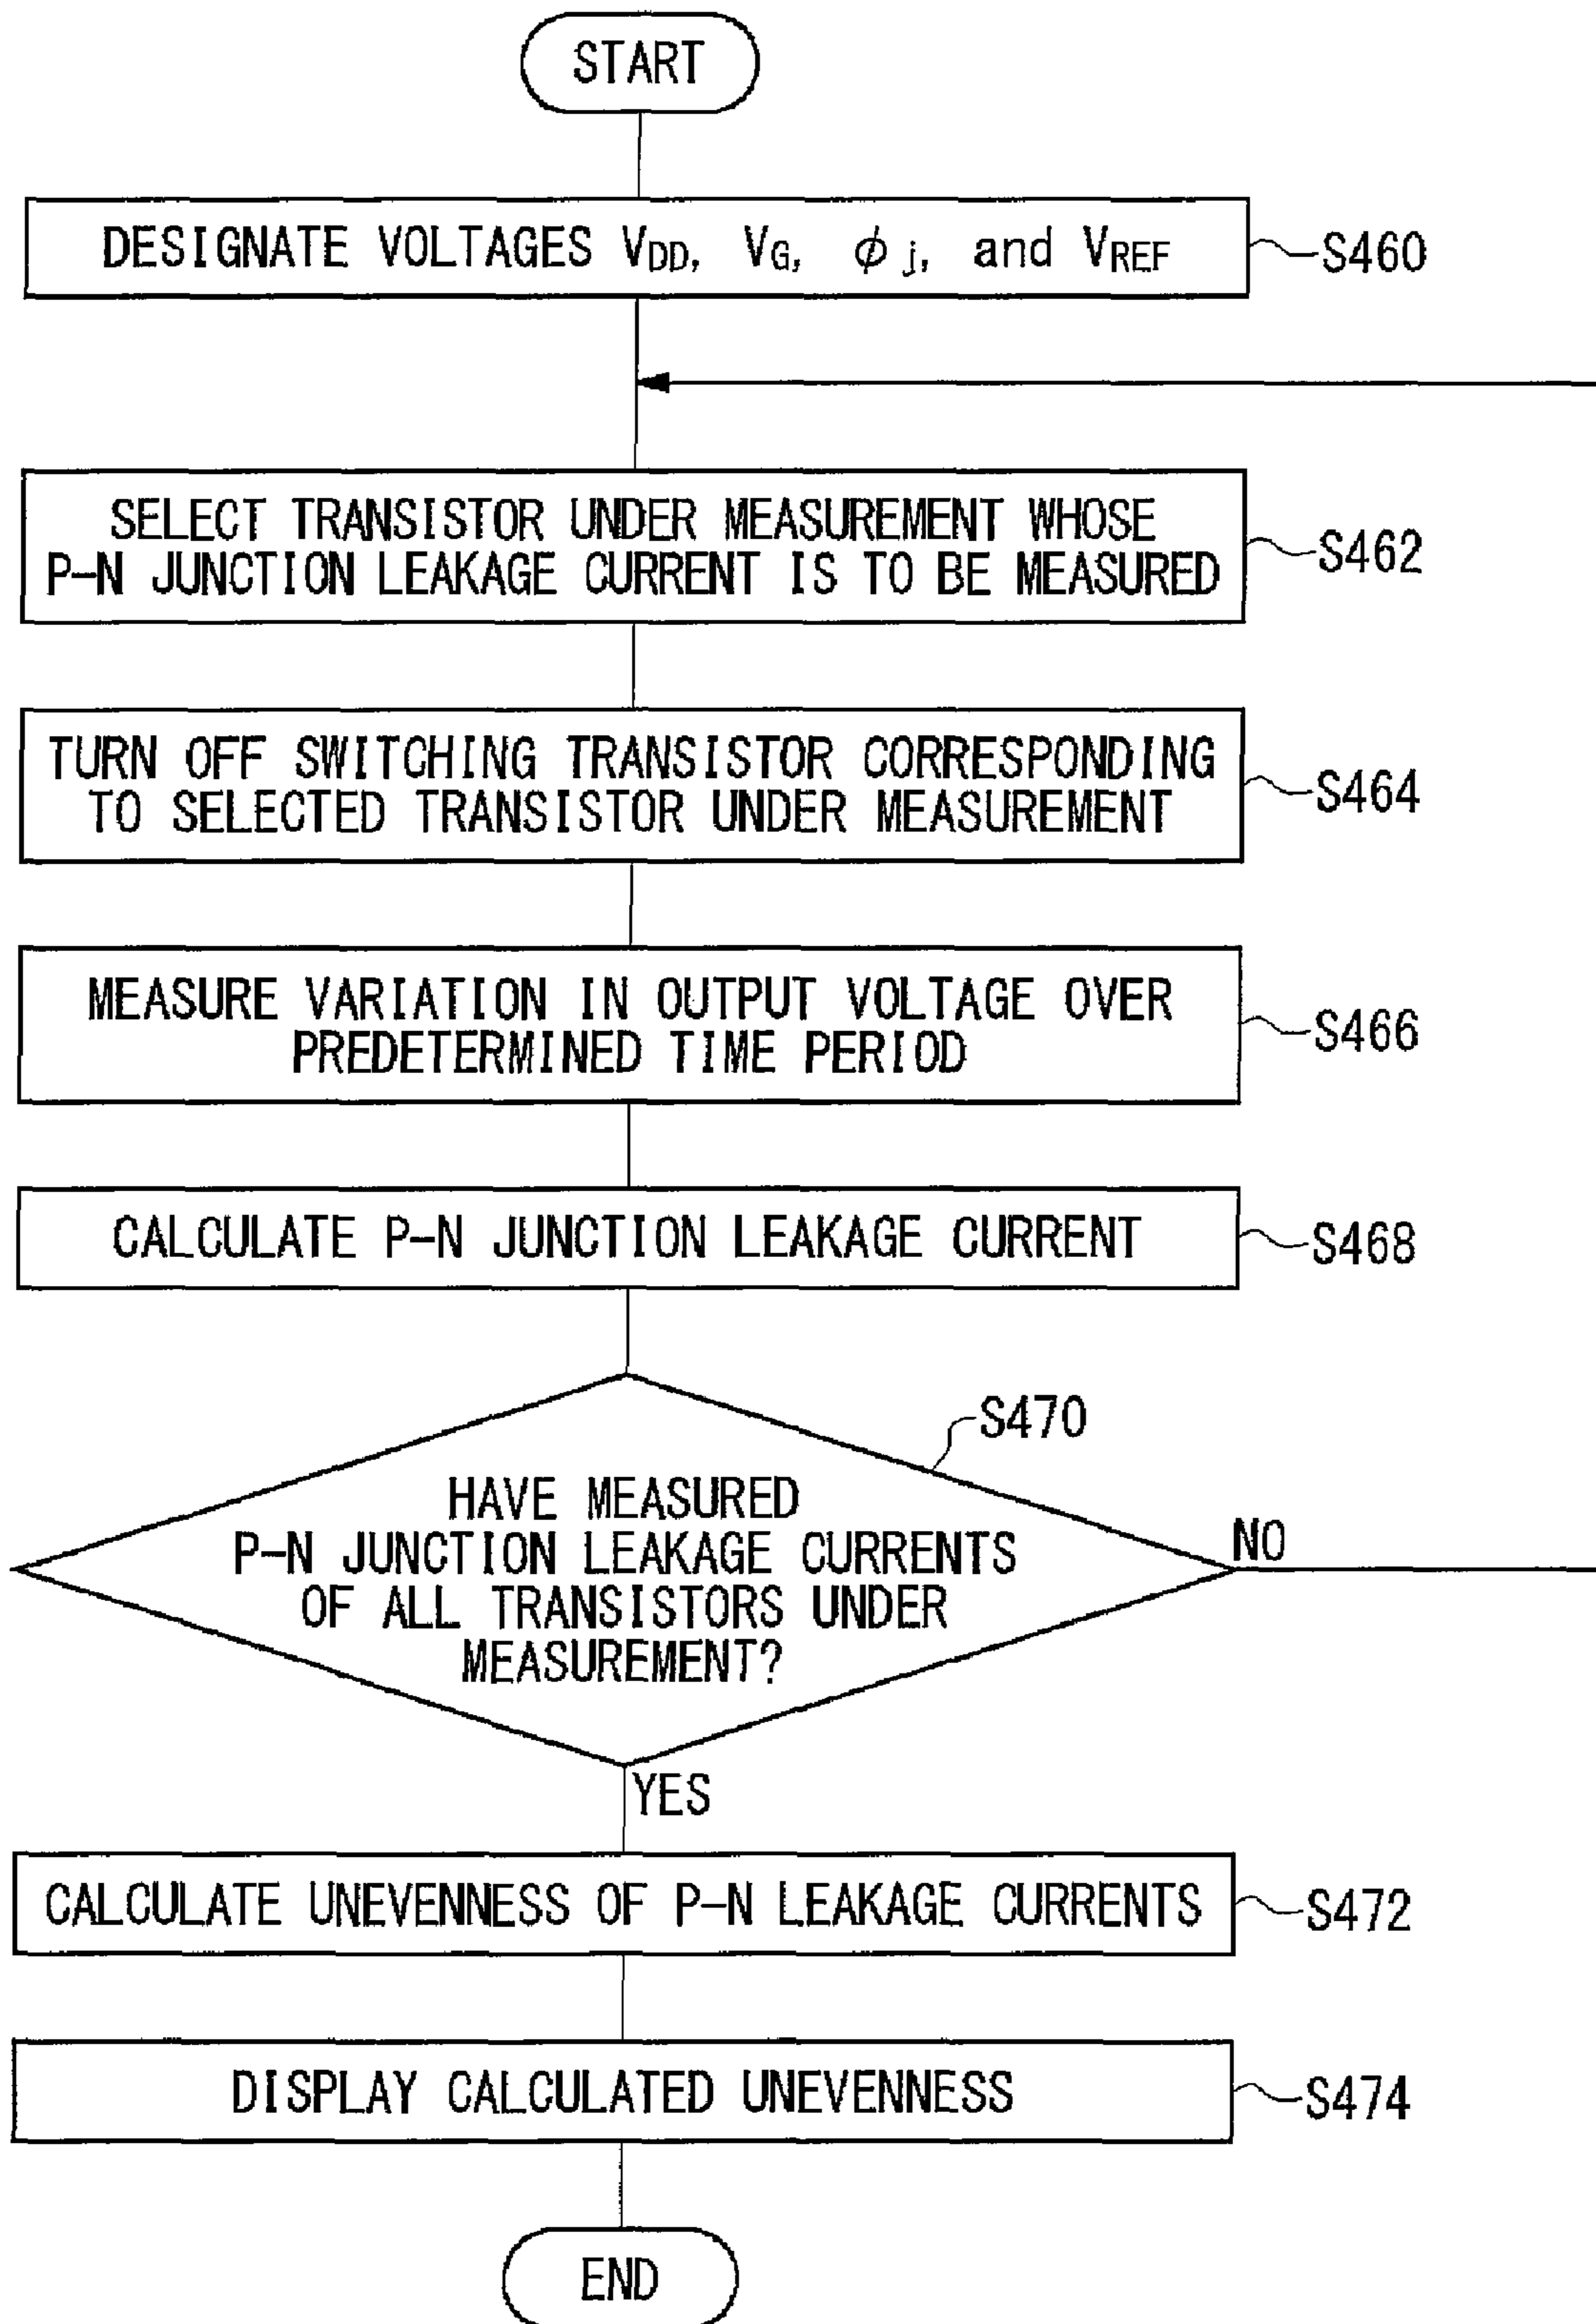 START
DESIGNATE VOLTAGES VDD, VG, ϕj, and VREF
S460
SELECT TRANSISTOR UNDER MEASUREMENT WHOSE
P-N JUNCTION LEAKAGE CURRENT IS TO BE MEASURED
S462
TURN OFF SWITCHING TRANSISTOR CORRESPONDING
TO SELECTED TRANSISTOR UNDER MEASUREMENT
S464
MEASURE VARIATION IN OUTPUT VOLTAGE OVER
PREDETERMINED TIME PERIOD
S466
CALCULATE P-N JUNCTION LEAKAGE CURRENT
S468
S470
HAVE MEASURED
P-N JUNCTION LEAKAGE CURRENTS
OF ALL TRANSISTORS UNDER
MEASUREMENT?
NO
YES
CALCULATE UNEVENNESS OF P-N LEAKAGE CURRENTS
S472
DISPLAY CALCULATED UNEVENNESS
S474
END